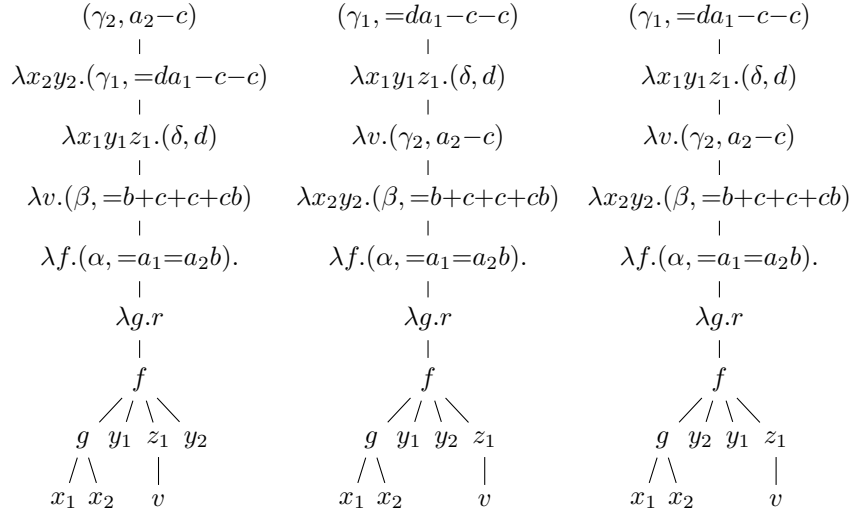 (γ₂, a₂−c) (γ₁, =da₁−c−c) (γ₁, =da₁−c−c)
λx₂y₂.(γ₁, =da₁−c−c) λx₁y₁z₁.(δ, d) λx₁y₁z₁.(δ, d)
λx₁y₁z₁.(δ, d) λv.(γ₂, a₂−c) λv.(γ₂, a₂−c)
λv.(β, =b+c+c+cb) λx₂y₂.(β, =b+c+c+cb) λx₂y₂.(β, =b+c+c+cb)
λf.(α, =a₁=a₂b). λf.(α, =a₁=a₂b). λf.(α, =a₁=a₂b).
λg.r λg.r λg.r
f f f
g y₁ z₁ y₂ g y₁ y₂ z₁ g y₂ y₁ z₁
x₁ x₂ v x₁ x₂ v x₁ x₂ v